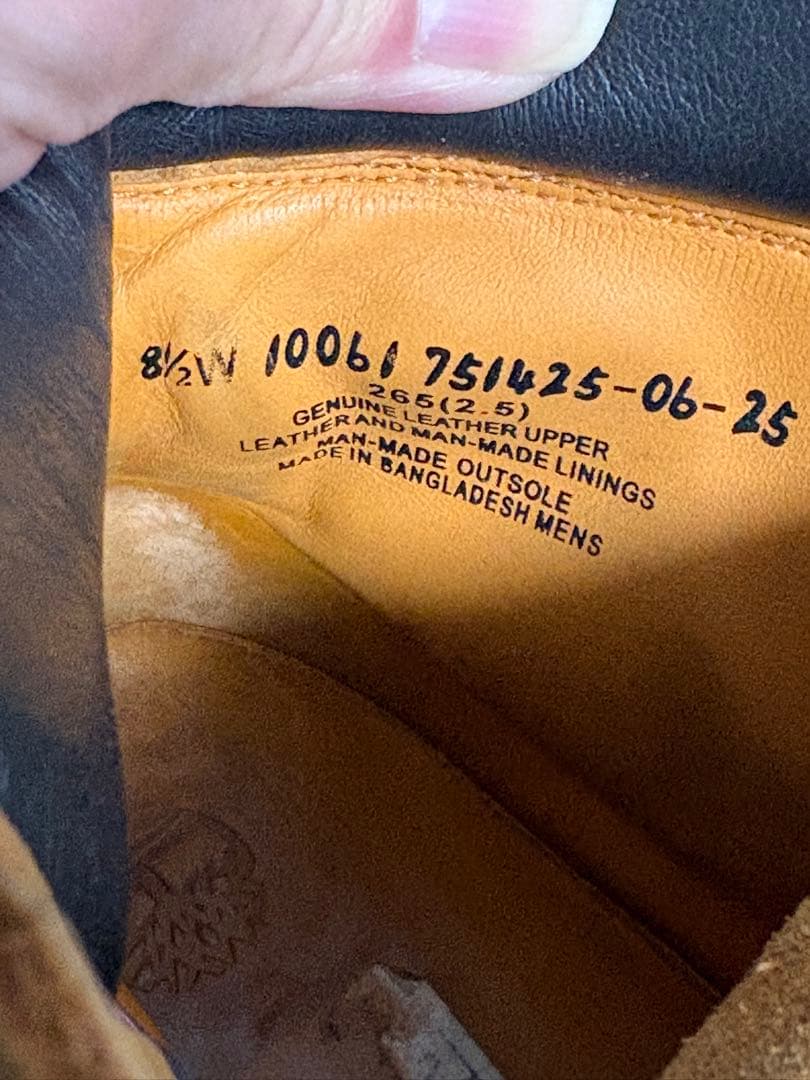 8½W 10061 751425-06-25
265(2.5)
GENUINE LEATHER UPPER
LEATHER AND MAN-MADE LININGS
MAN-MADE OUTSOLE
MADE IN BANGLADESH MENS